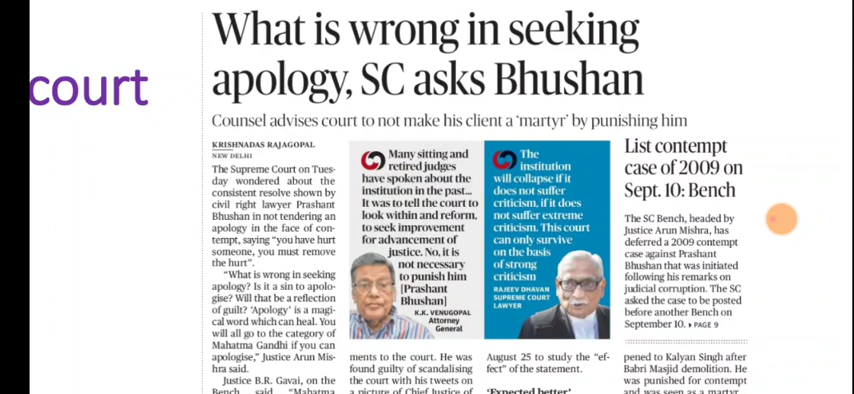 court
What is wrong in seeking
apology, SC asks Bhushan
Counsel advises court to not make his client a ‘martyr’ by punishing him
KRISHNADAS RAJAGOPAL
NEW DELHI
The Supreme Court on Tues-
day wondered about the
consistent resolve shown by
civil right lawyer Prashant
Bhushan in not tendering an
apology in the face of con-
tempt, saying “you have hurt
someone, you must remove
the hurt”.
“What is wrong in seeking
apology? Is it a sin to apolo-
gise? Will that be a reflection
of guilt? ‘Apology’ is a magi-
cal word which can heal. You
will all go to the category of
Mahatma Gandhi if you can
apologise,” Justice Arun Mis-
hra said.
Justice B.R. Gavai, on the
Bench, said, “Mahatma
Many sitting and
retired judges
have spoken about the
institution in the past...
It was to tell the court to
look within and reform,
to seek improvement
for advancement of
justice. No, it is
not necessary
to punish him
[Prashant
Bhushan]
K.K. VENUGOPAL
Attorney
General
The
institution
will collapse if it
does not suffer
criticism, if it does
not suffer extreme
criticism. This court
can only survive
on the basis
of strong
criticism
RAJEEV DHAVAN
SUPREME COURT
LAWYER
ments to the court. He was
found guilty of scandalising
the court with his tweets on
a picture of Chief Justice of
August 25 to study the “ef-
fect” of the statement.
‘Expected better’
List contempt
case of 2009 on
Sept. 10: Bench
The SC Bench, headed by
Justice Arun Mishra, has
deferred a 2009 contempt
case against Prashant
Bhushan that was initiated
following his remarks on
judicial corruption. The SC
asked the case to be posted
before another Bench on
September 10. ▸ PAGE 9
pened to Kalyan Singh after
Babri Masjid demolition. He
was punished for contempt
and was seen as a martyr